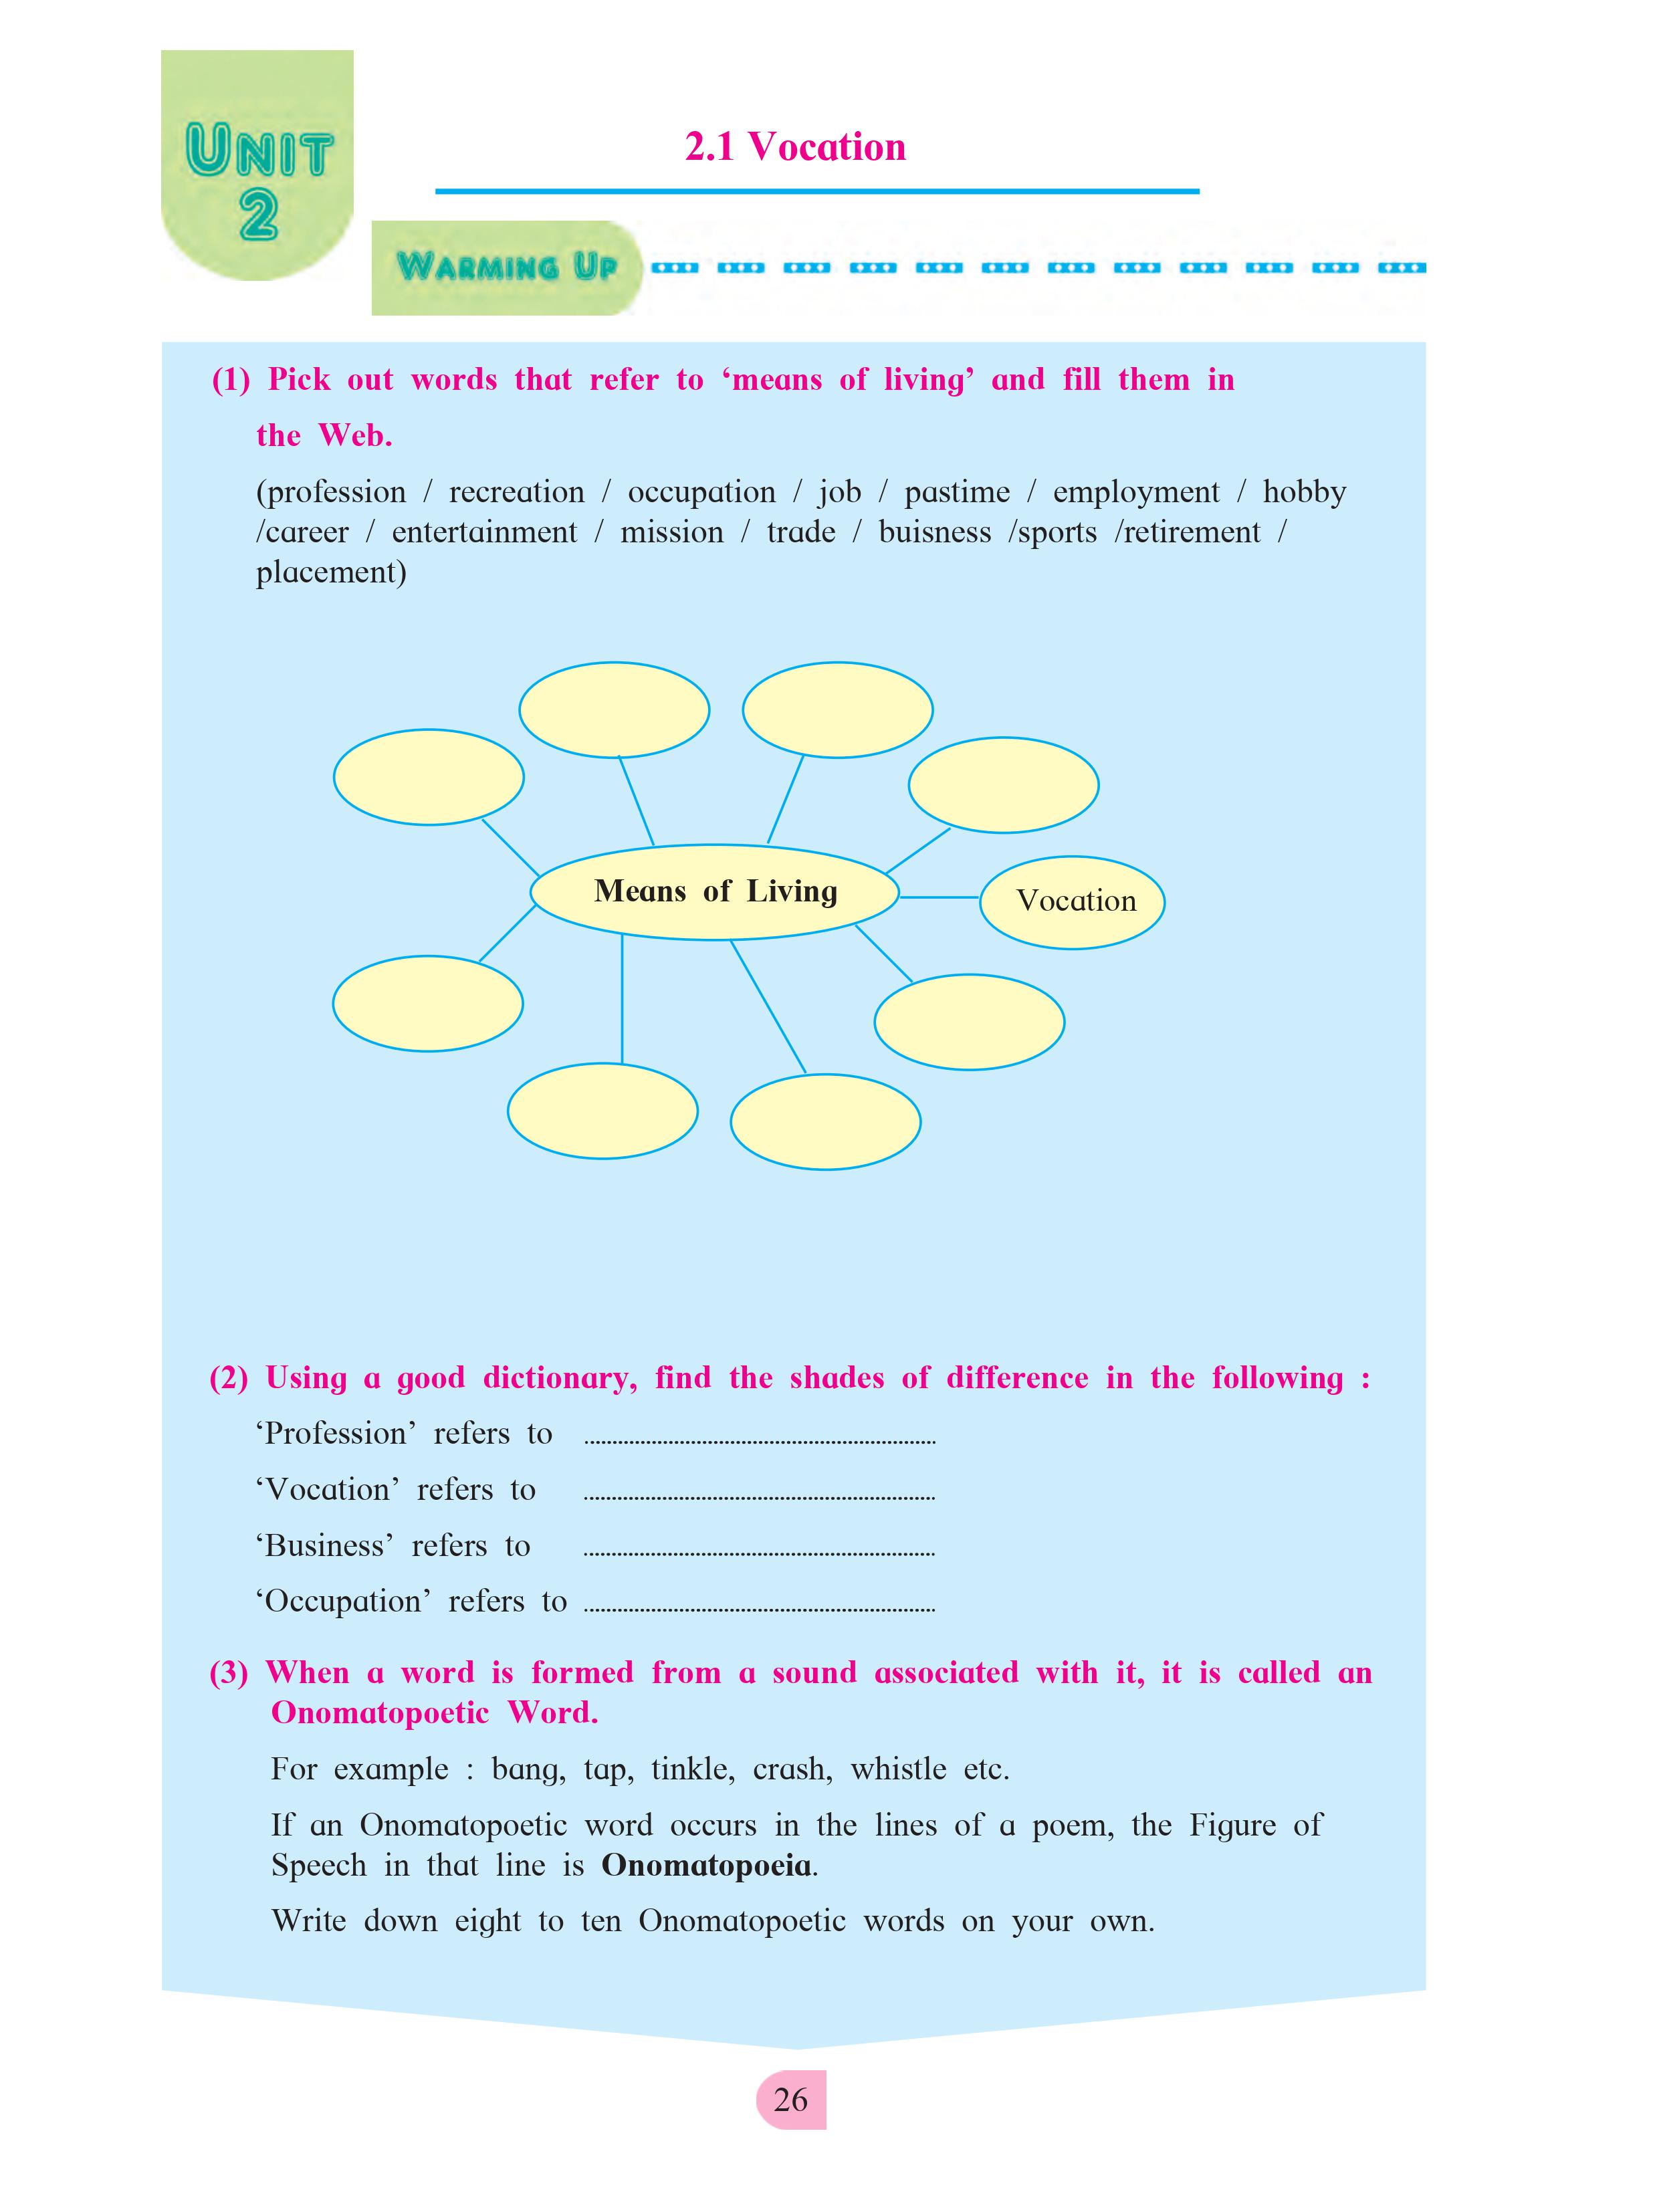 UNIT
2
2.1 Vocation
WARMING UP
(1) Pick out words that refer to ‘means of living’ and fill them in
the Web.
(profession / recreation / occupation / job / pastime / employment / hobby
/career / entertainment / mission / trade / buisness /sports /retirement /
placement)
Means of Living
Vocation
(2) Using a good dictionary, find the shades of difference in the following :
‘Profession’ refers to ..............................................................
‘Vocation’ refers to ..............................................................
‘Business’ refers to ..............................................................
‘Occupation’ refers to ..............................................................
(3) When a word is formed from a sound associated with it, it is called an
Onomatopoetic Word.
For example : bang, tap, tinkle, crash, whistle etc.
If an Onomatopoetic word occurs in the lines of a poem, the Figure of
Speech in that line is Onomatopoeia.
Write down eight to ten Onomatopoetic words on your own.
26